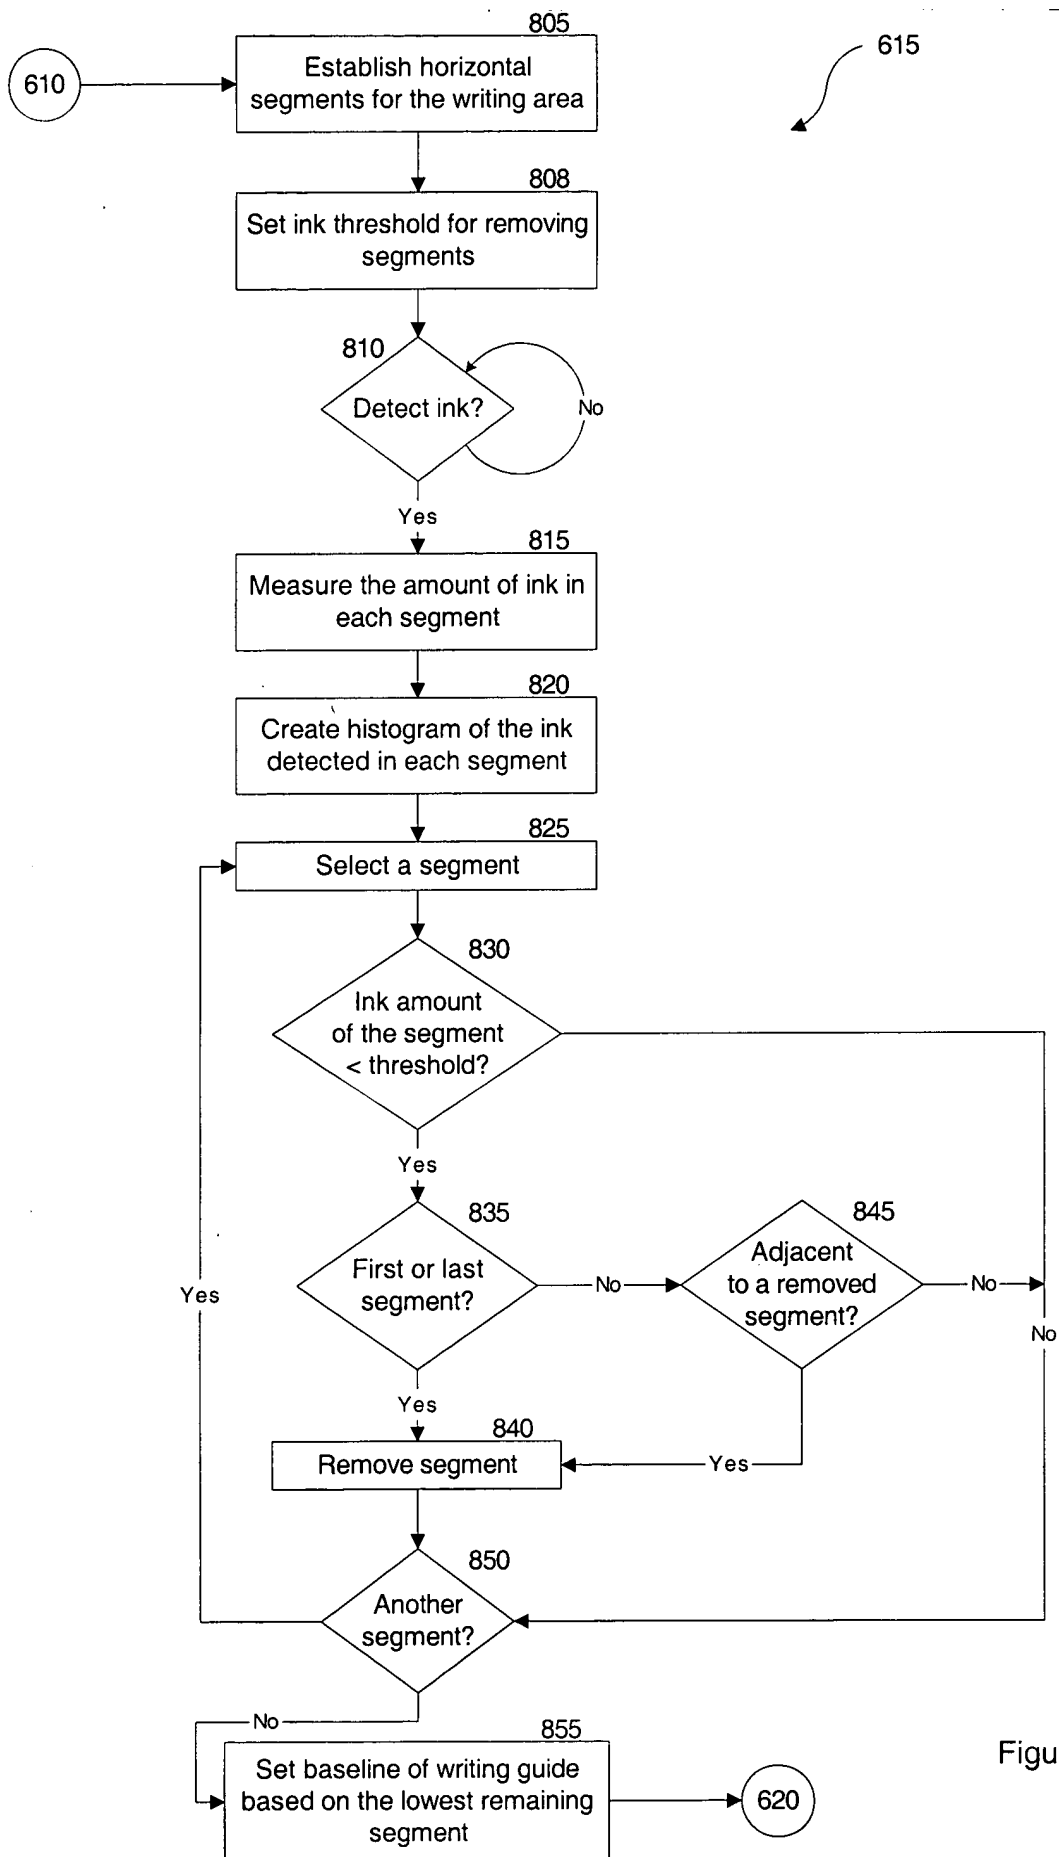 805
610
Establish horizontal
segments for the writing area
615
808
Set ink threshold for removing
segments
810
Detect ink?
No
Yes
815
Measure the amount of ink in
each segment
820
Create histogram of the ink
detected in each segment
825
Select a segment
830
Ink amount
of the segment
< threshold?
Yes
835
First or last
segment?
No
845
Adjacent
to a removed
segment?
No
Yes
No
Yes
840
Remove segment
Yes
850
Another
segment?
No
855
Set baseline of writing guide
based on the lowest remaining
segment
620
Figu